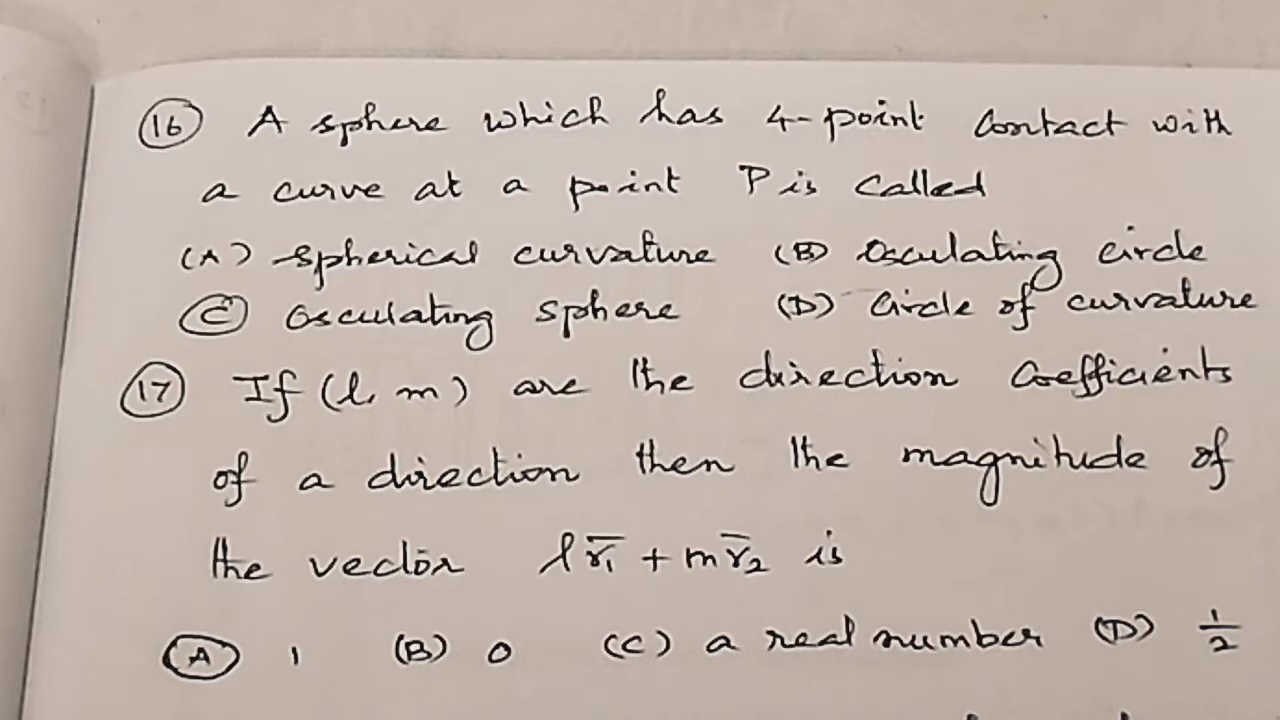 16 A sphere which has 4-point contact with
a curve at a point P is called
(A) spherical curvature (B) osculating circle
(C) osculating sphere (D) Circle of curvature
17 If (l, m) are the direction coefficients
of a direction then the magnitude of
the vector l r̄₁ + m r̄₂ is
(A) 1 (B) 0 (C) a real number (D) 1/2